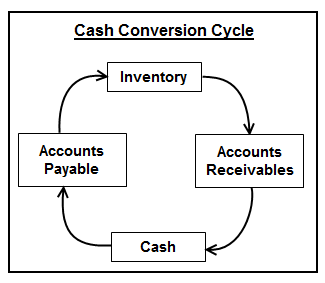 Cash Conversion Cycle
Inventory
Accounts
Payable
Accounts
Receivables
Cash